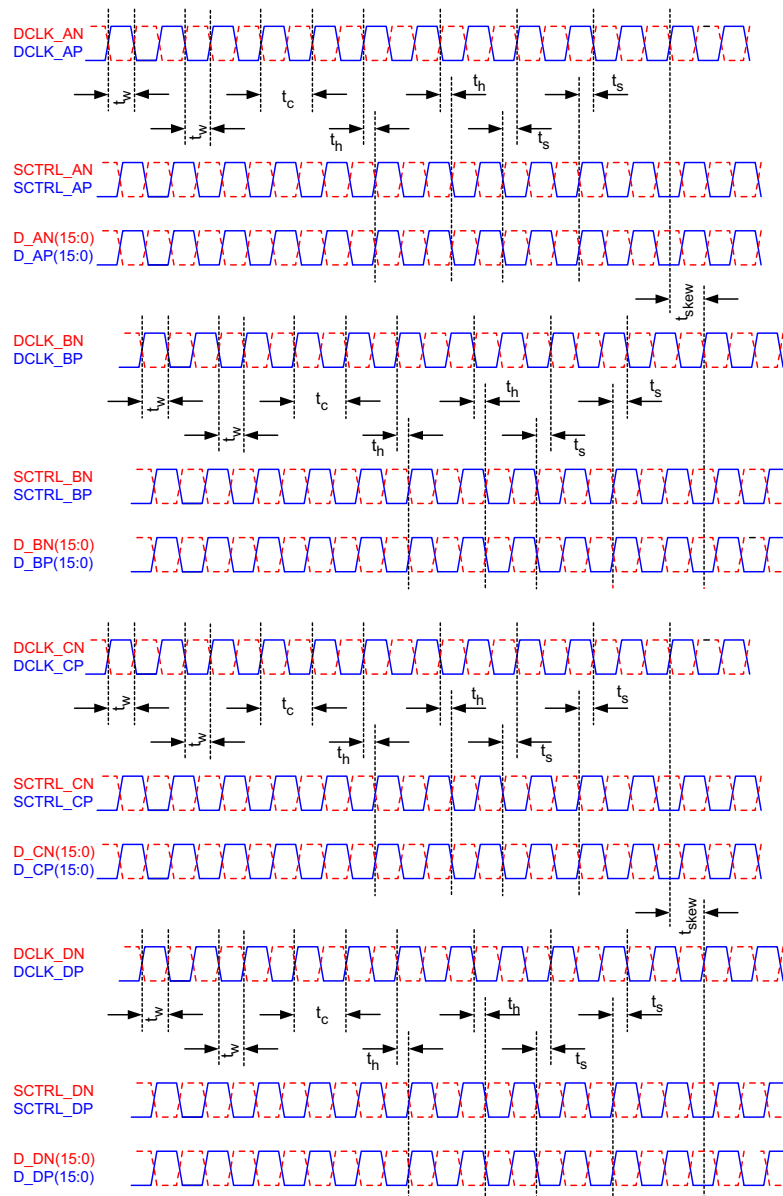 DCLK_AN
DCLK_AP
tw
tc
th
ts
tw
th
ts
SCTRL_AN
SCTRL_AP
D_AN(15:0)
D_AP(15:0)
tskew
DCLK_BN
DCLK_BP
tw
tc
th
ts
tw
th
ts
SCTRL_BN
SCTRL_BP
D_BN(15:0)
D_BP(15:0)
DCLK_CN
DCLK_CP
tw
tc
th
ts
tw
th
ts
SCTRL_CN
SCTRL_CP
D_CN(15:0)
D_CP(15:0)
tskew
DCLK_DN
DCLK_DP
tw
tc
th
ts
tw
th
ts
SCTRL_DN
SCTRL_DP
D_DN(15:0)
D_DP(15:0)